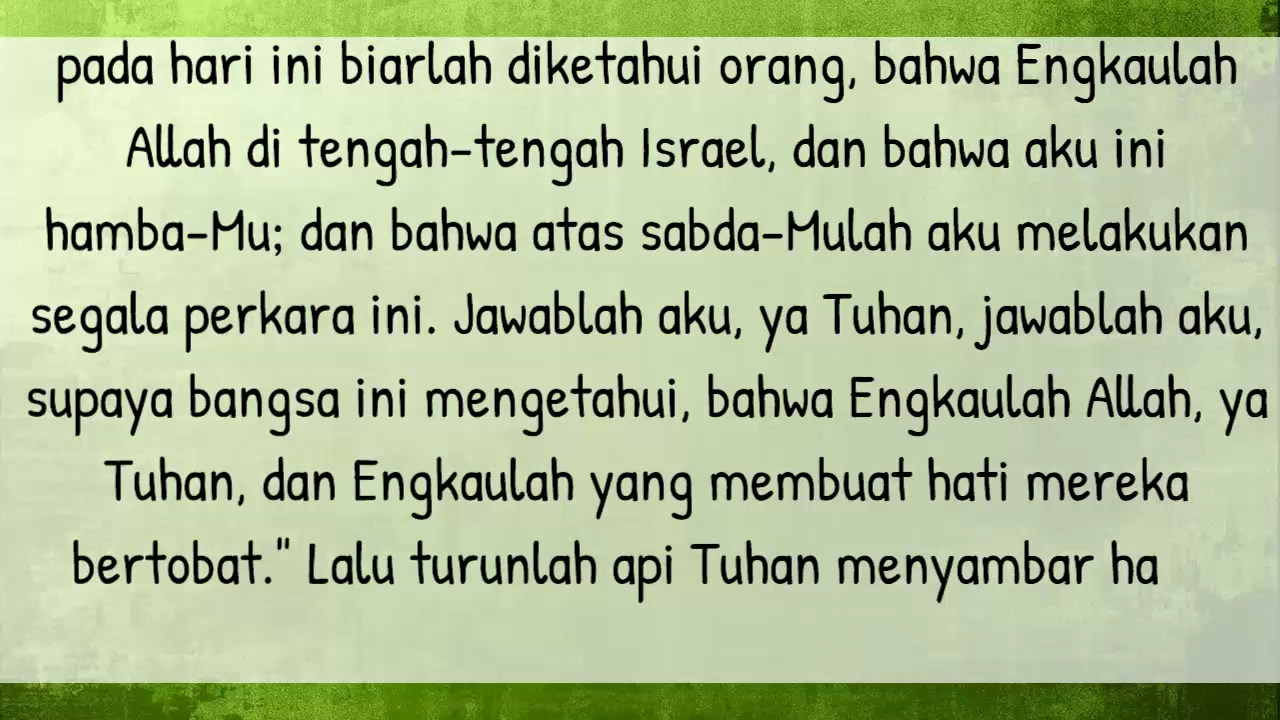 pada hari ini biarlah diketahui orang, bahwa Engkaulah
Allah di tengah-tengah Israel, dan bahwa aku ini
hamba-Mu; dan bahwa atas sabda-Mulah aku melakukan
segala perkara ini. Jawablah aku, ya Tuhan, jawablah aku,
supaya bangsa ini mengetahui, bahwa Engkaulah Allah, ya
Tuhan, dan Engkaulah yang membuat hati mereka
bertobat." Lalu turunlah api Tuhan menyambar ha